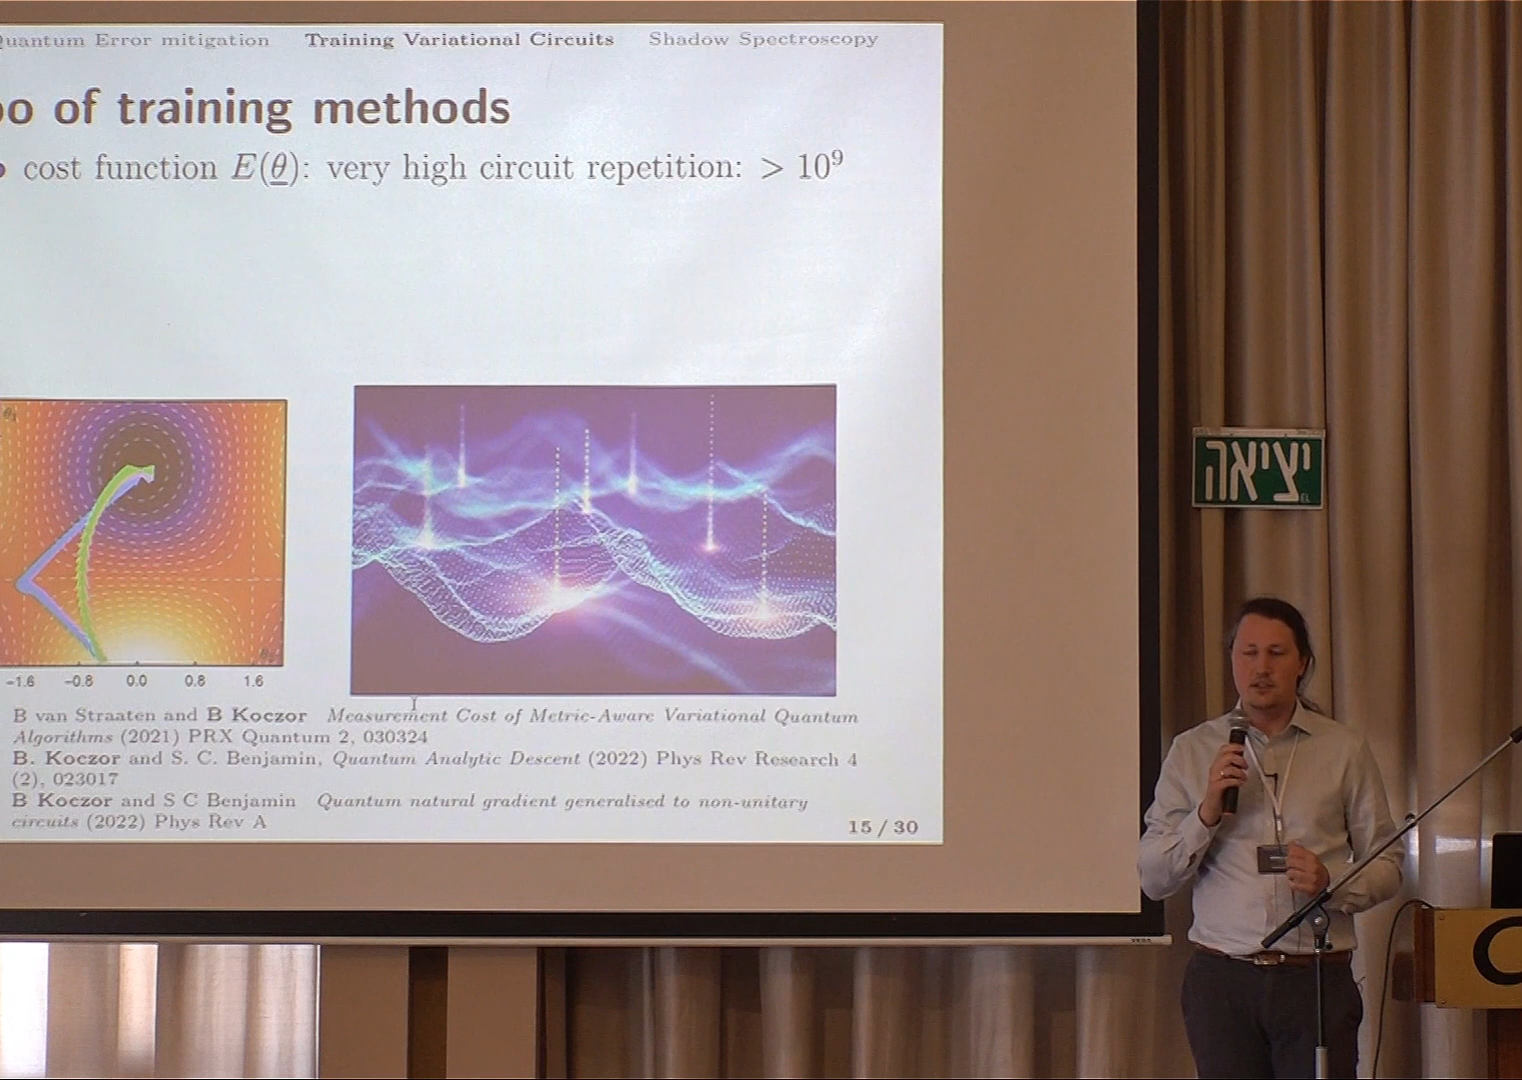 Quantum Error mitigation Training Variational Circuits Shadow Spectroscopy
of training methods
cost function E(θ): very high circuit repetition: > 10⁹
יציאה
-1.6 -0.8 0.0 0.8 1.6
B van Straaten and B Koczor Measurement Cost of Metric-Aware Variational Quantum
Algorithms (2021) PRX Quantum 2, 030324
B. Koczor and S. C. Benjamin, Quantum Analytic Descent (2022) Phys Rev Research 4
(2), 023017
B Koczor and S C Benjamin Quantum natural gradient generalised to non-unitary
circuits (2022) Phys Rev A
15 / 30